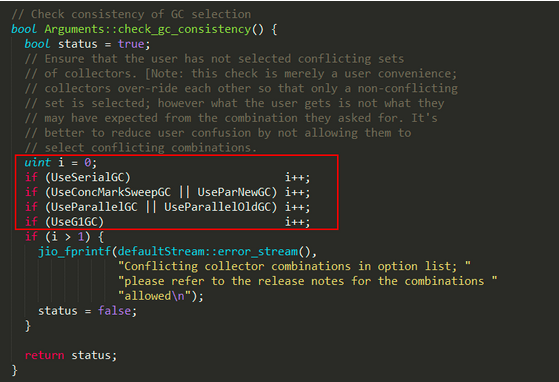 // Check consistency of GC selection
bool Arguments::check_gc_consistency() {
  bool status = true;
  // Ensure that the user has not selected conflicting sets
  // of collectors. [Note: this check is merely a user convenience;
  // collectors over-ride each other so that only a non-conflicting
  // set is selected; however what the user gets is not what they
  // may have expected from the combination they asked for. It's
  // better to reduce user confusion by not allowing them to
  // select conflicting combinations.
  uint i = 0;
  if (UseSerialGC)                       i++;
  if (UseConcMarkSweepGC || UseParNewGC) i++;
  if (UseParallelGC || UseParallelOldGC) i++;
  if (UseG1GC)                           i++;
  if (i > 1) {
    jio_fprintf(defaultStream::error_stream(),
                "Conflicting collector combinations in option list; "
                "please refer to the release notes for the combinations "
                "allowed\n");
    status = false;
  }

  return status;
}